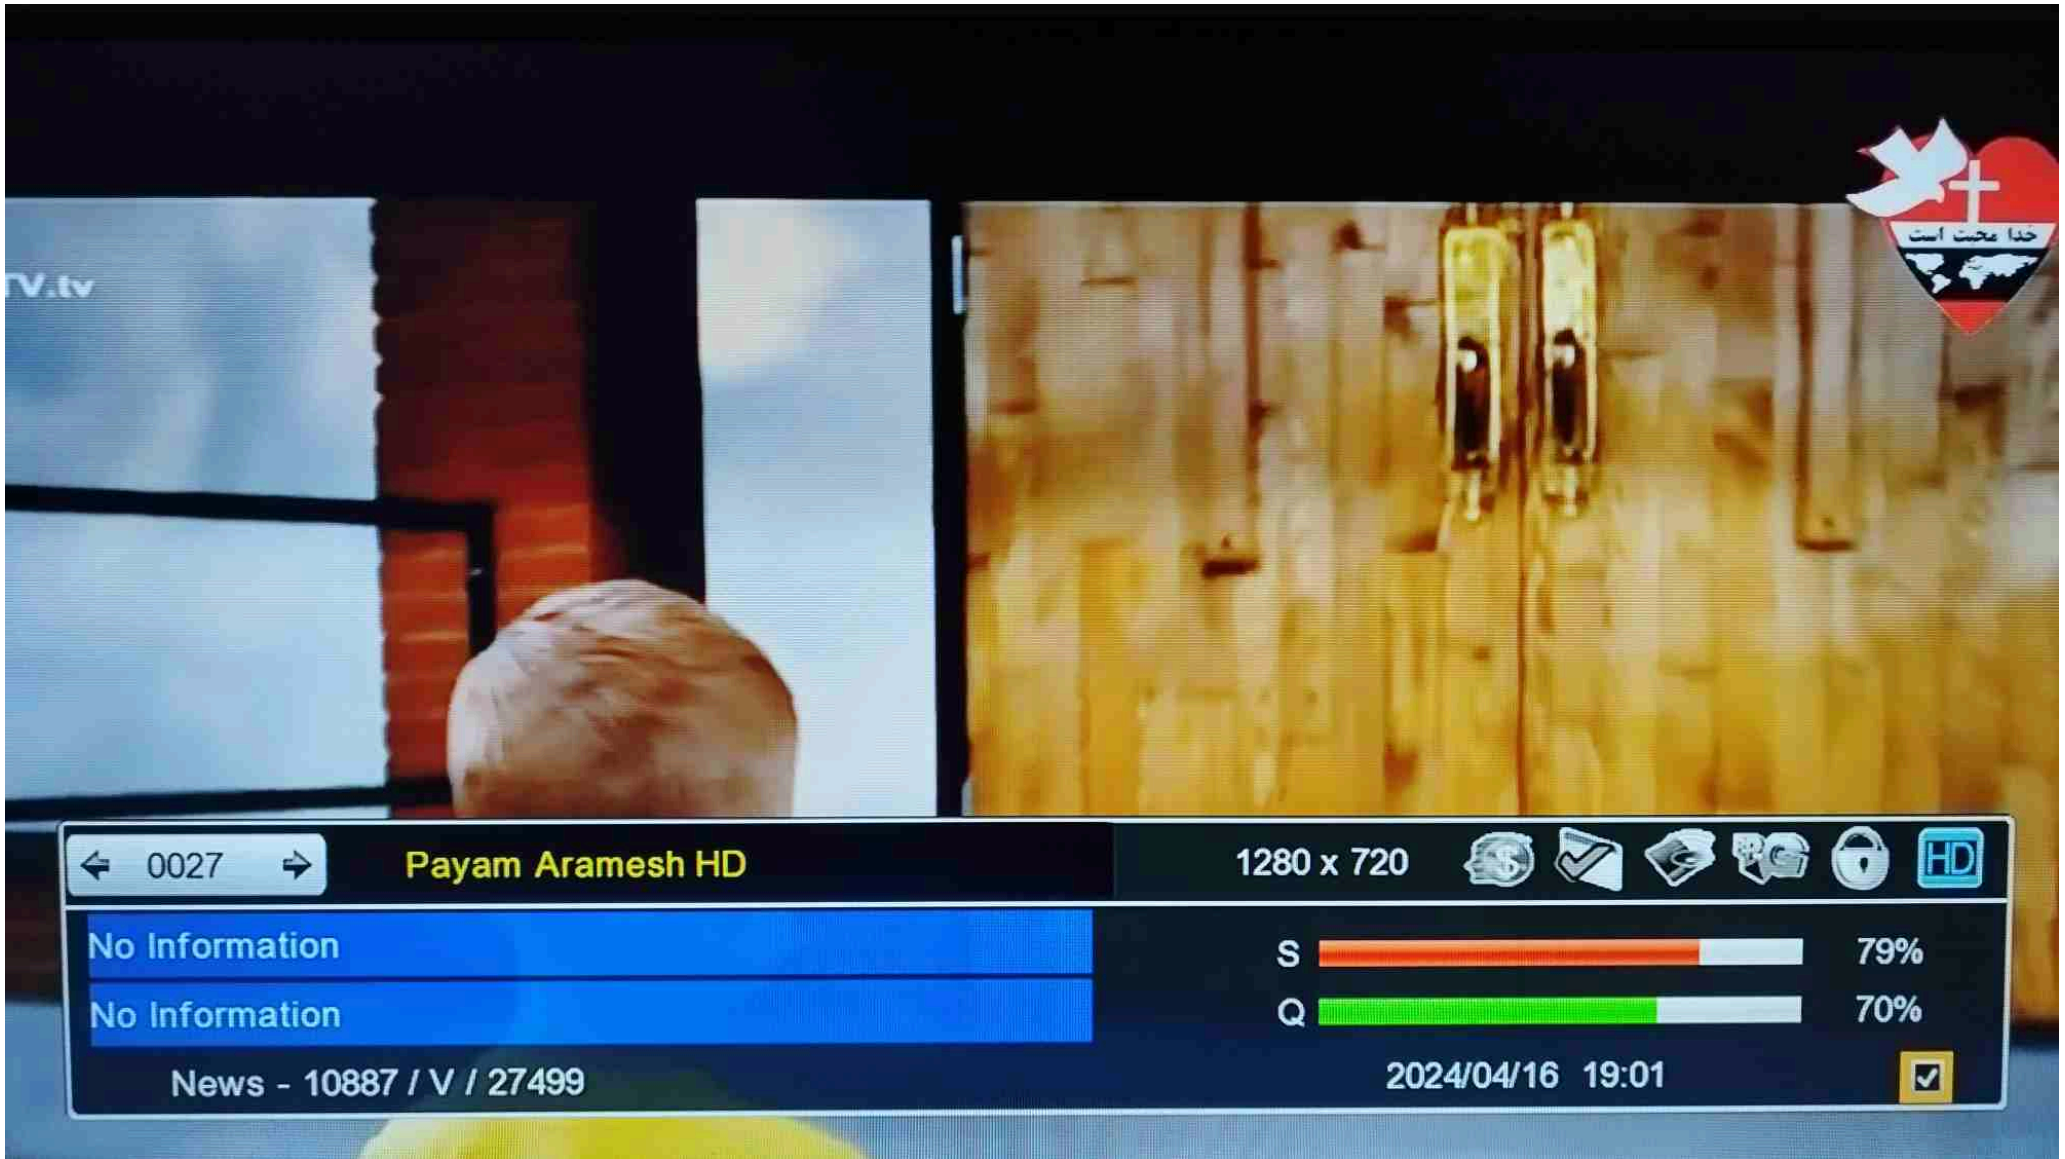 TV.tv
خدا محبت است
0027
Payam Aramesh HD
1280 x 720
HD
No Information
S 79%
No Information
Q 70%
News - 10887 / V / 27499
2024/04/16 19:01